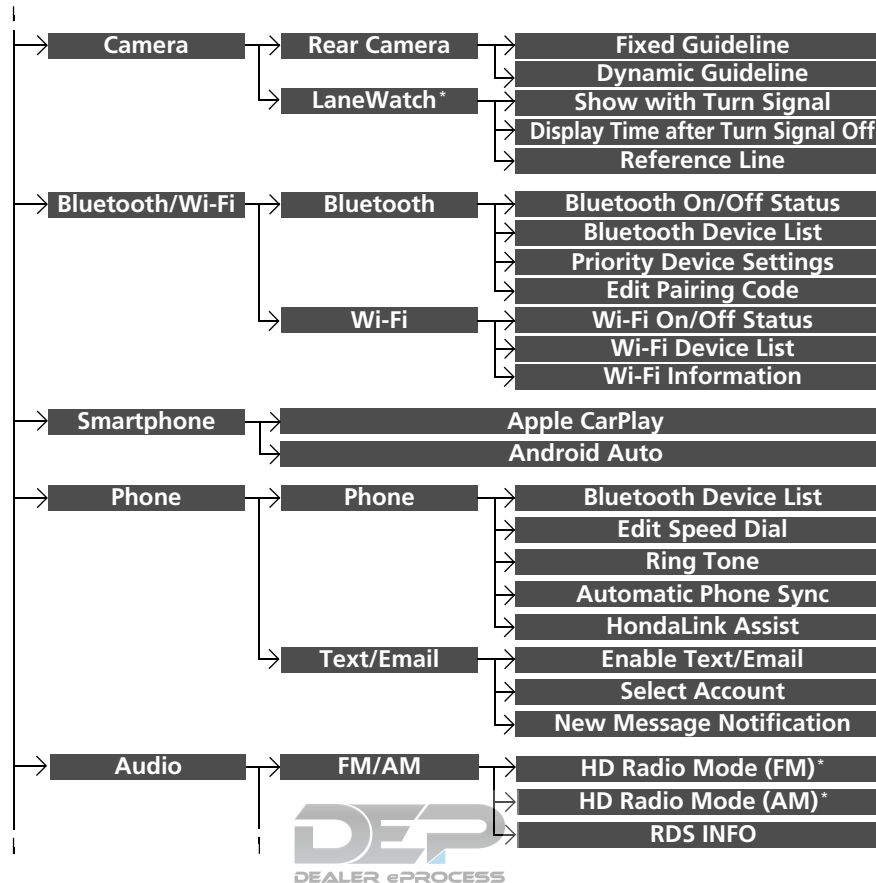 Camera
Rear Camera
Fixed Guideline
Dynamic Guideline
LaneWatch*
Show with Turn Signal
Display Time after Turn Signal Off
Reference Line
Bluetooth/Wi-Fi
Bluetooth
Bluetooth On/Off Status
Bluetooth Device List
Priority Device Settings
Edit Pairing Code
Wi-Fi
Wi-Fi On/Off Status
Wi-Fi Device List
Wi-Fi Information
Smartphone
Apple CarPlay
Android Auto
Phone
Phone
Bluetooth Device List
Edit Speed Dial
Ring Tone
Automatic Phone Sync
HondaLink Assist
Text/Email
Enable Text/Email
Select Account
New Message Notification
Audio
FM/AM
HD Radio Mode (FM)*
HD Radio Mode (AM)*
RDS INFO
DEP
DEALER ePROCESS